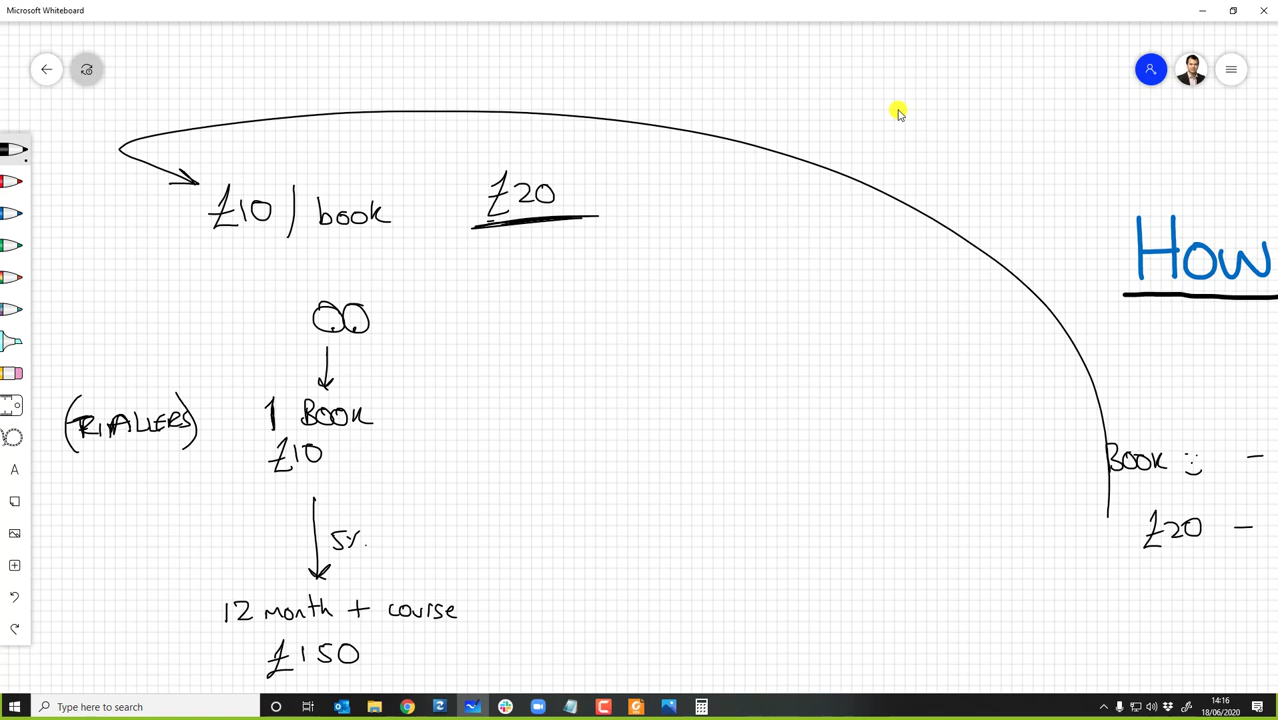 Microsoft Whiteboard
£10 / book
£20
How
1 BOOK
£10
BOOK :) -
£20 -
5%
12 month + course
£150
A
Type here to search
14:16
18/06/2020